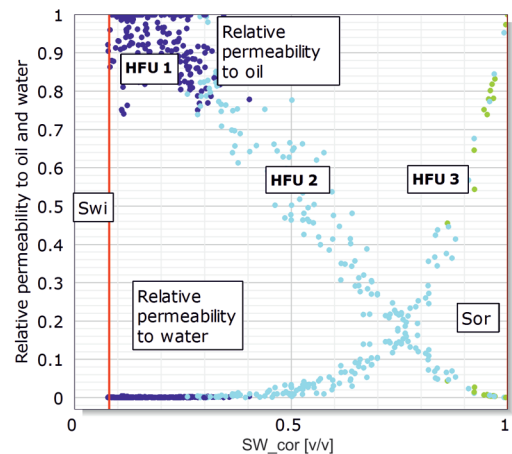 Relative permeability to oil and water
1
0.9
0.8
0.7
0.6
0.5
0.4
0.3
0.2
0.1
0
Relative
permeability
to oil
HFU 1
HFU 2
HFU 3
Swi
Relative
permeability
to water
Sor
0
0.5
1
SW_cor [v/v]